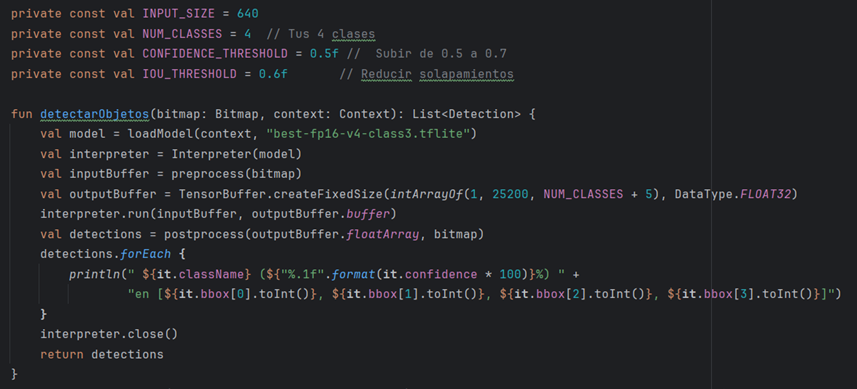 private const val INPUT_SIZE = 640
private const val NUM_CLASSES = 4  // Tus 4 clases
private const val CONFIDENCE_THRESHOLD = 0.5f //  Subir de 0.5 a 0.7
private const val IOU_THRESHOLD = 0.6f       // Reducir solapamientos

fun detectarObjetos(bitmap: Bitmap, context: Context): List<Detection> {
    val model = loadModel(context, "best-fp16-v4-class3.tflite")
    val interpreter = Interpreter(model)
    val inputBuffer = preprocess(bitmap)
    val outputBuffer = TensorBuffer.createFixedSize(intArrayOf(1, 25200, NUM_CLASSES + 5), DataType.FLOAT32)
    interpreter.run(inputBuffer, outputBuffer.buffer)
    val detections = postprocess(outputBuffer.floatArray, bitmap)
    detections.forEach {
        println(" ${it.className} (${"%.1f".format(it.confidence * 100)}%) " +
                "en [${it.bbox[0].toInt()}, ${it.bbox[1].toInt()}, ${it.bbox[2].toInt()}, ${it.bbox[3].toInt()}]")
    }
    interpreter.close()
    return detections
}